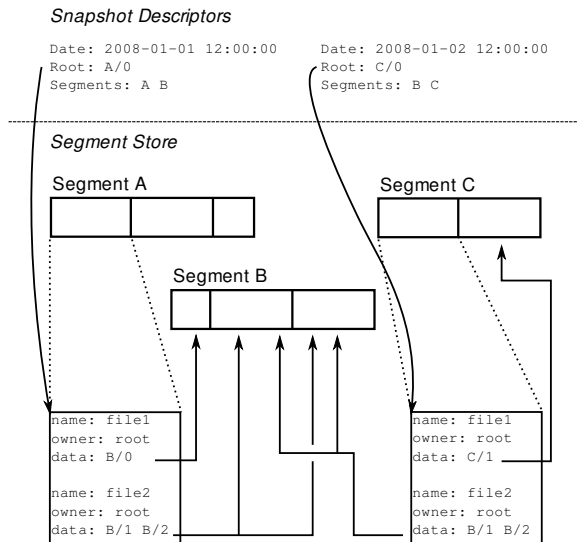 Snapshot Descriptors
Date: 2008-01-01 12:00:00
Root: A/0
Segments: A B
Date: 2008-01-02 12:00:00
Root: C/0
Segments: B C
Segment Store
Segment A
Segment C
Segment B
name: file1
owner: root
data: B/0
name: file2
owner: root
data: B/1 B/2
name: file1
owner: root
data: C/1
name: file2
owner: root
data: B/1 B/2